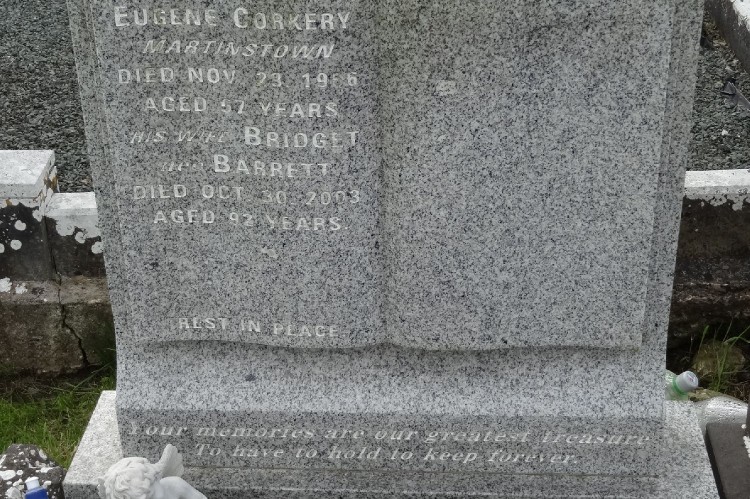 EUGENE CORKERY
MARTINSTOWN
DIED NOV. 23, 1966
AGED 57 YEARS
HIS WIFE BRIDGET
nee BARRETT
DIED OCT. 30, 2003
AGED 92 YEARS
REST IN PEACE
Your memories are our greatest treasure
To have to hold to keep forever.